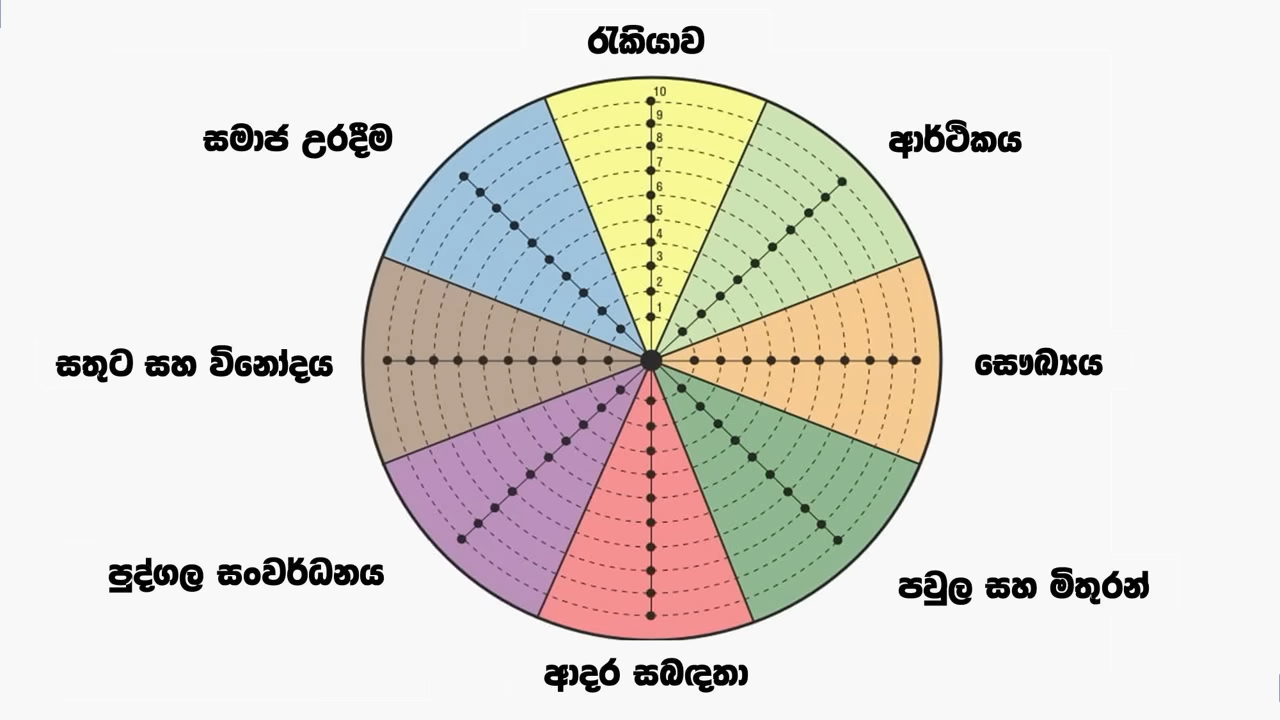 රැකියාව
සමාජ උරදීම
ආර්ථිකය
10
9
8
7
6
5
4
3
2
1
සතුට සහ විනෝදය
සෞඛ්‍යය
පුද්ගල සංවර්ධනය
පවුල සහ මිතුරන්
ආදර සබඳතා